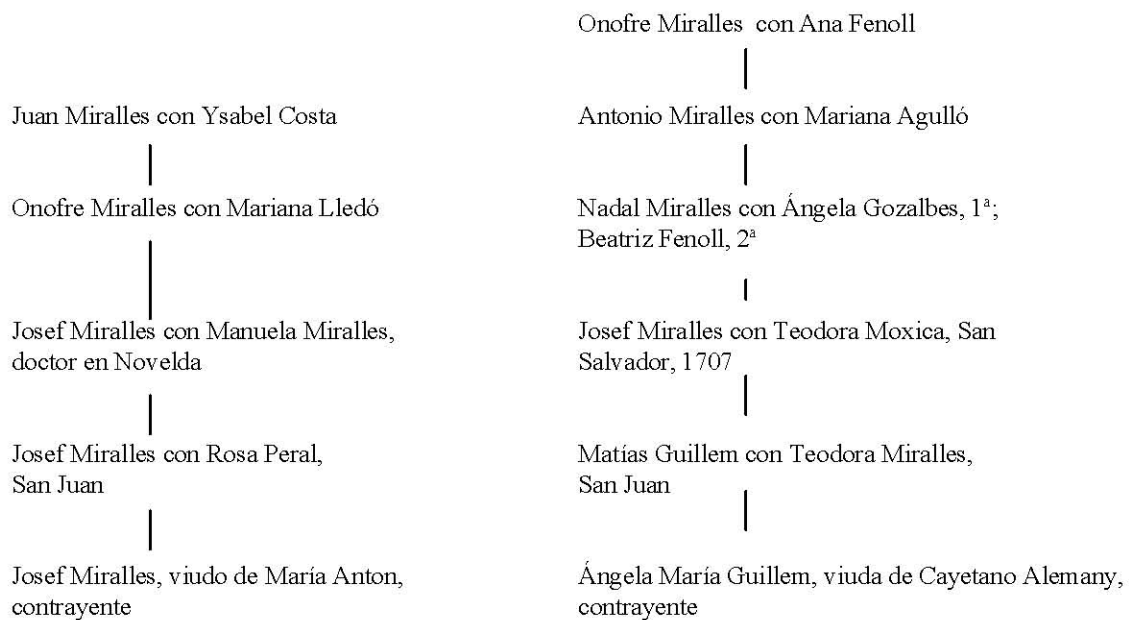 Onofre Miralles con Ana Fenoll
Juan Miralles con Ysabel Costa
Antonio Miralles con Mariana Agulló
Onofre Miralles con Mariana Lledó
Nadal Miralles con Ángela Gozalbes, 1ª;
Beatriz Fenoll, 2ª
Josef Miralles con Manuela Miralles,
doctor en Novelda
Josef Miralles con Teodora Moxica, San
Salvador, 1707
Josef Miralles con Rosa Peral,
San Juan
Matías Guillem con Teodora Miralles,
San Juan
Josef Miralles, viudo de María Anton,
contrayente
Ángela María Guillem, viuda de Cayetano Alemany,
contrayente